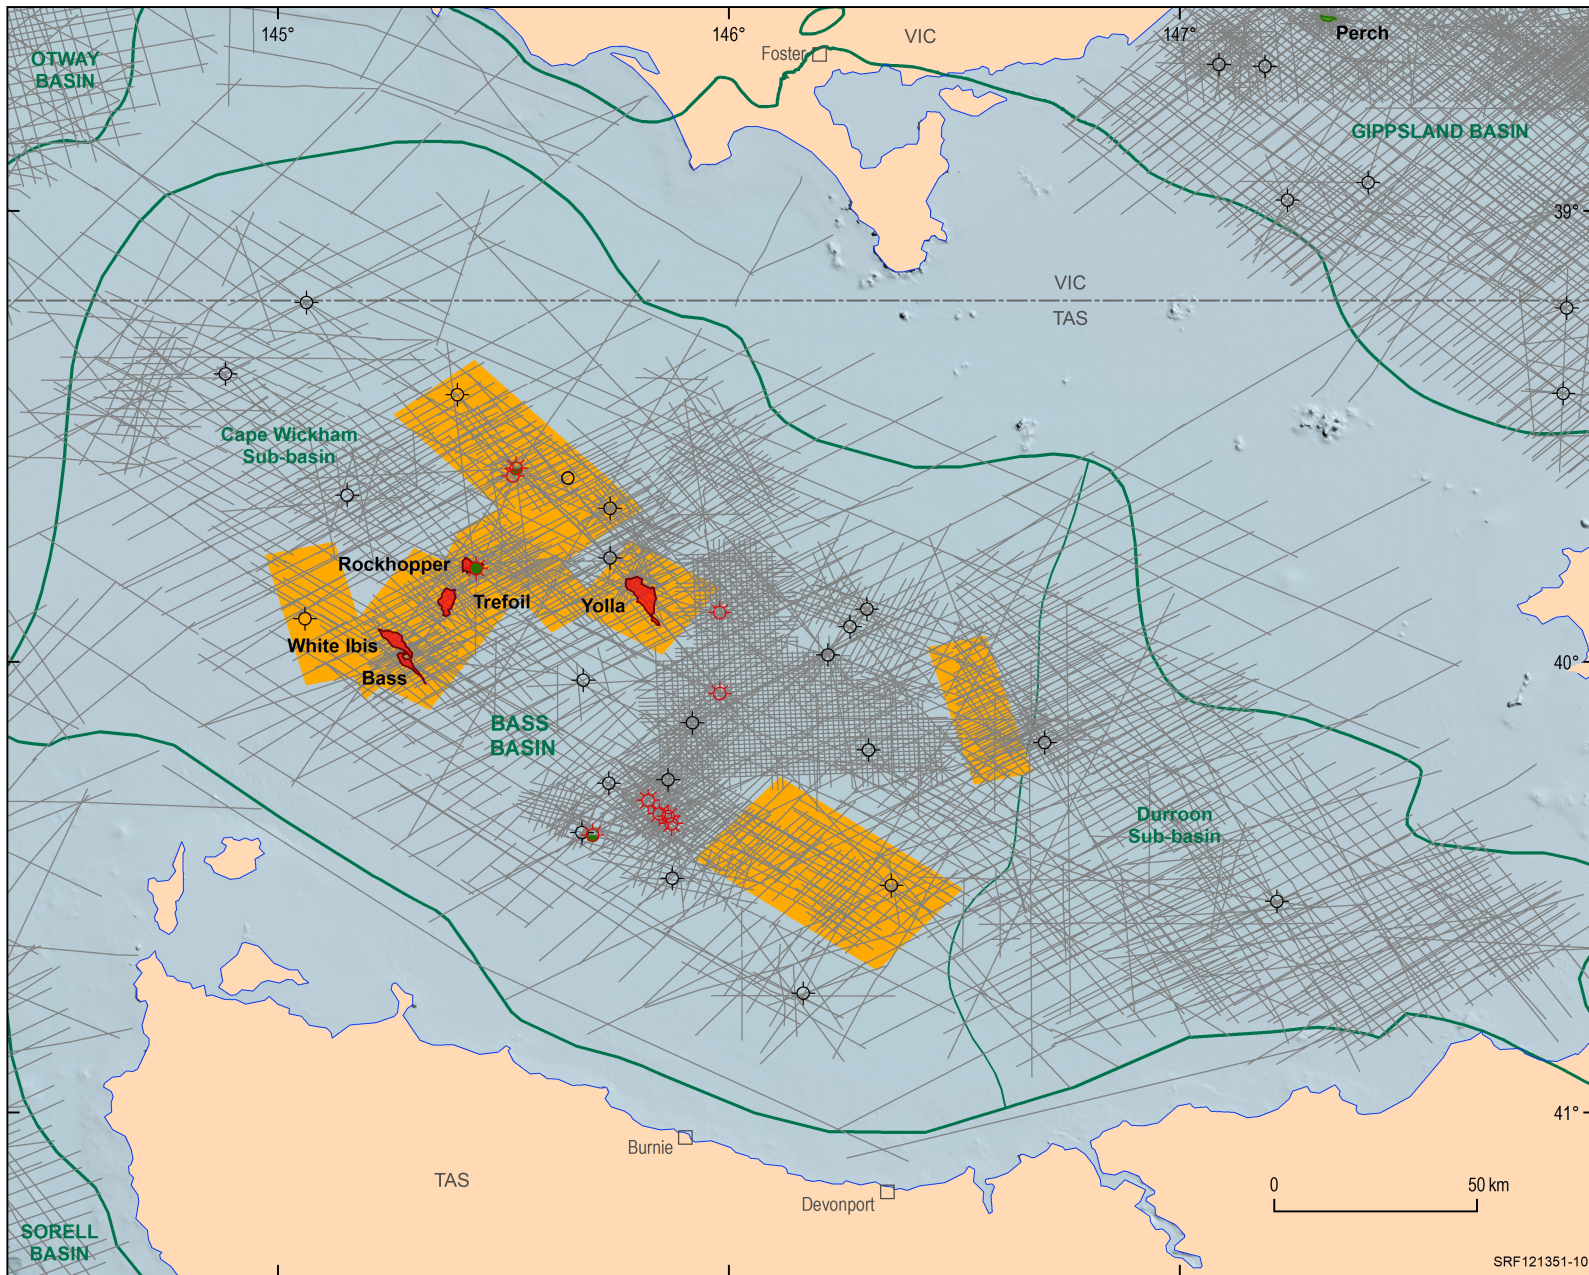 145°
146°
147°
VIC
Foster
Perch
OTWAY
BASIN
GIPPSLAND BASIN
39°
VIC
TAS
Cape Wickham
Sub-basin
Rockhopper
Trefoil
Yolla
White Ibis
Bass
40°
BASS
BASIN
Durroon
Sub-basin
41°
Burnie
TAS
Devonport
0
50 km
SORELL
BASIN
SRF121351-10